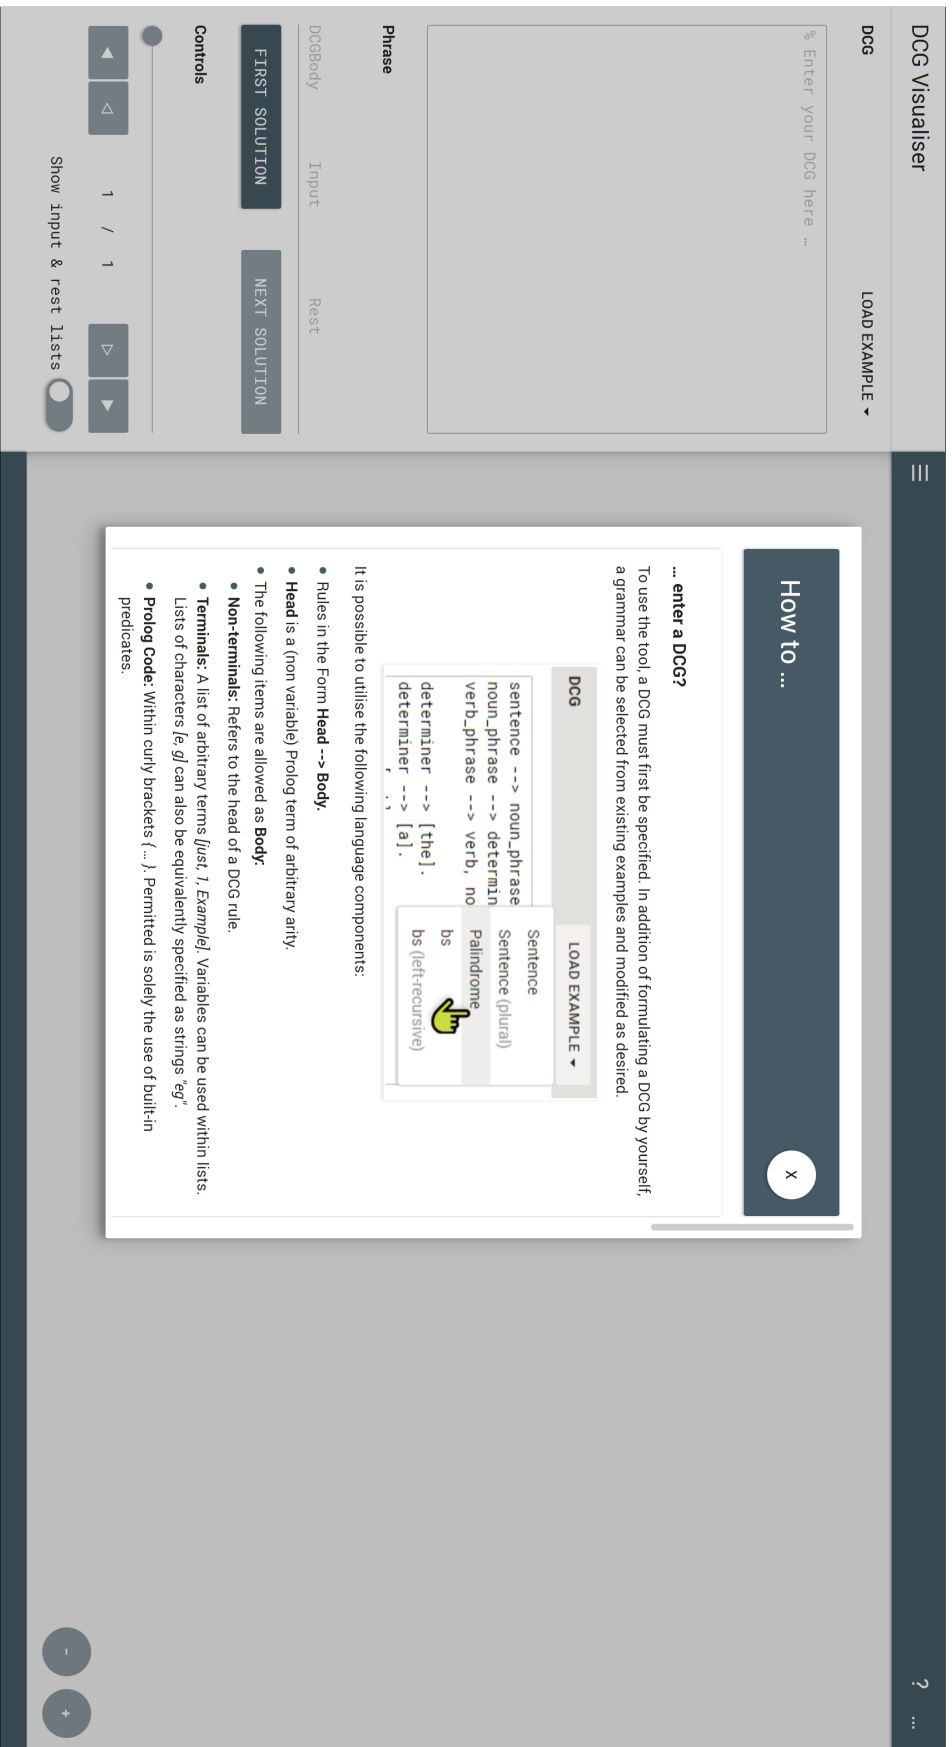 DCG Visualiser
☰
?
...
DCG
LOAD EXAMPLE ▾
% Enter your DCG here …
Phrase
DCGBody Input Rest
FIRST SOLUTION
NEXT SOLUTION
Controls
1 / 1
Show input & rest lists
How to ...
x
... enter a DCG?
To use the tool, a DCG must first be specified. In addition of formulating a DCG by yourself,
a grammar can be selected from existing examples and modified as desired.
DCG
LOAD EXAMPLE ▾
sentence --> noun_phrase
noun_phrase --> determin
verb_phrase --> verb, no
determiner --> [the].
determiner --> [a].
Sentence
Sentence (plural)
Palindrome
bs
bs (left-recursive)
It is possible to utilise the following language components:
• Rules in the Form Head --> Body.
• Head is a (non variable) Prolog term of arbitrary arity.
• The following items are allowed as Body:
• Non-terminals: Refers to the head of a DCG rule.
• Terminals: A list of arbitrary terms [just, 1, Example]. Variables can be used within lists.
Lists of characters [e, g] can also be equivalently specified as strings "eg".
• Prolog Code: Within curly brackets { ... }. Permitted is solely the use of built-in
predicates.
-
+